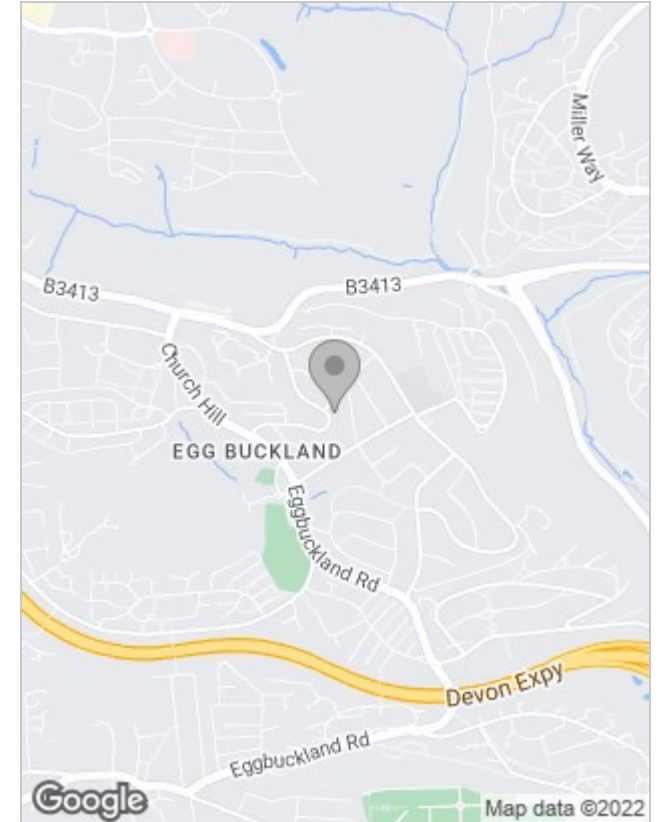 Miller Way
B3413
B3413
Church Hill
EGG BUCKLAND
Eggbuckland Rd
Devon Expy
Eggbuckland Rd
Google
Map data ©2022